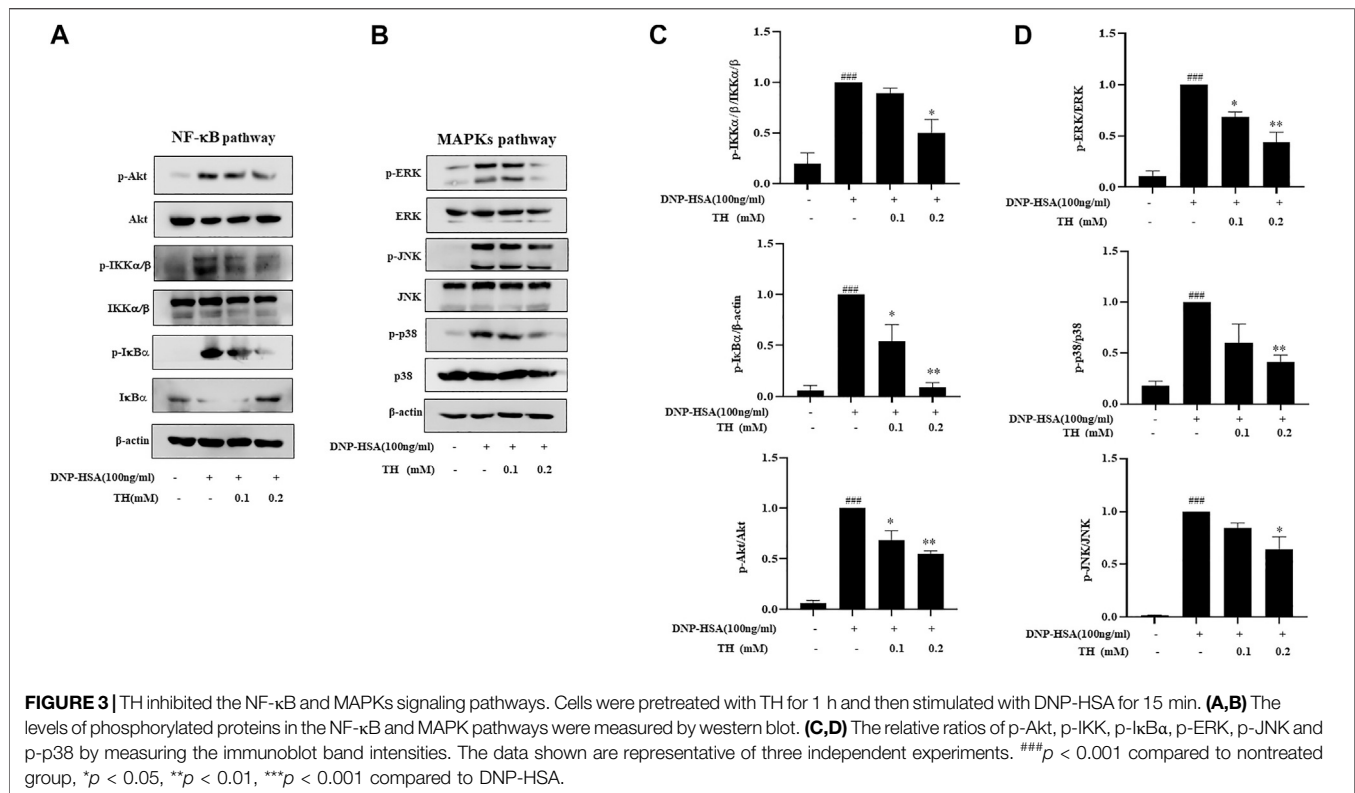 A
NF-κB pathway
p-Akt
Akt
p-IKKα/β
IKKα/β
p-IκBα
IκBα
β-actin
DNP-HSA(100ng/ml) - + + +
TH(mM) - - 0.1 0.2
B
MAPKs pathway
p-ERK
ERK
p-JNK
JNK
p-p38
p38
β-actin
DNP-HSA(100ng/ml) - + + +
TH (mM) - - 0.1 0.2
C
p-IKKα/β/IKKα/β
1.5
1.0
0.5
0.0
###
*
DNP-HSA(100ng/ml) - + + +
TH (mM) - - 0.1 0.2
p-IκBα/β-actin
1.5
1.0
0.5
0.0
###
*
**
DNP-HSA(100ng/ml) - + + +
TH (mM) - - 0.1 0.2
p-Akt/Akt
1.5
1.0
0.5
0.0
###
*
**
DNP-HSA(100ng/ml) - + + +
TH (mM) - - 0.1 0.2
D
p-ERK/ERK
1.5
1.0
0.5
0.0
###
*
**
DNP-HSA(100ng/ml) - + + +
TH (mM) - - 0.1 0.2
p-p38/p38
1.5
1.0
0.5
0.0
###
**
DNP-HSA(100ng/ml) - + + +
TH (mM) - - 0.1 0.2
p-JNK/JNK
1.5
1.0
0.5
0.0
###
*
DNP-HSA(100ng/ml) - + + +
TH (mM) - - 0.1 0.2
FIGURE 3 | TH inhibited the NF-κB and MAPKs signaling pathways. Cells were pretreated with TH for 1 h and then stimulated with DNP-HSA for 15 min. (A,B) The
levels of phosphorylated proteins in the NF-κB and MAPK pathways were measured by western blot. (C,D) The relative ratios of p-Akt, p-IKK, p-IκBα, p-ERK, p-JNK and
p-p38 by measuring the immunoblot band intensities. The data shown are representative of three independent experiments. ###p < 0.001 compared to nontreated
group, *p < 0.05, **p < 0.01, ***p < 0.001 compared to DNP-HSA.